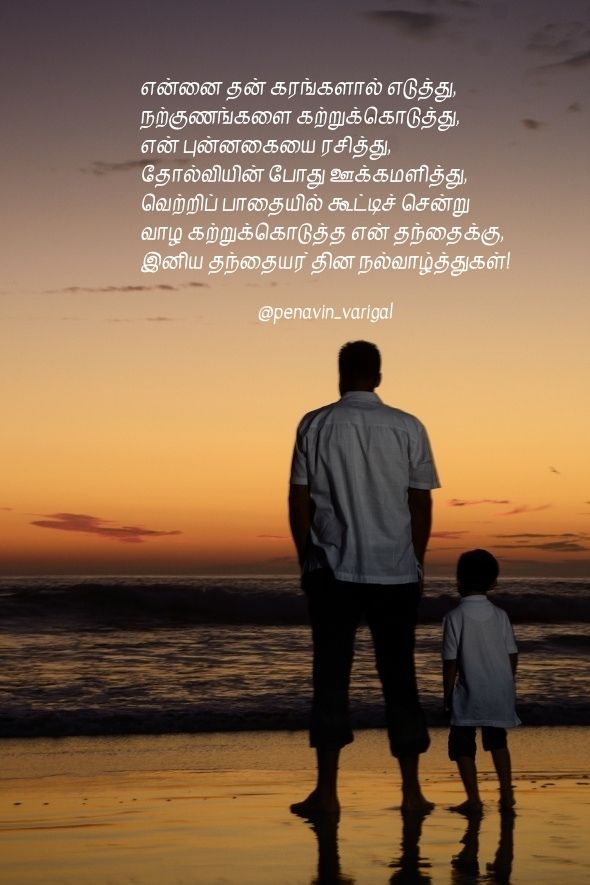 என்னை தன் கரங்களால் எடுத்து,
நற்குணங்களை கற்றுக்கொடுத்து,
என் புன்னகையை ரசித்து,
தோல்வியின் போது ஊக்கமளித்து,
வெற்றிப் பாதையில் கூட்டிச் சென்று
வாழ கற்றுக்கொடுத்த என் தந்தைக்கு,
இனிய தந்தையர் தின நல்வாழ்த்துகள்!
@penavin_varigal